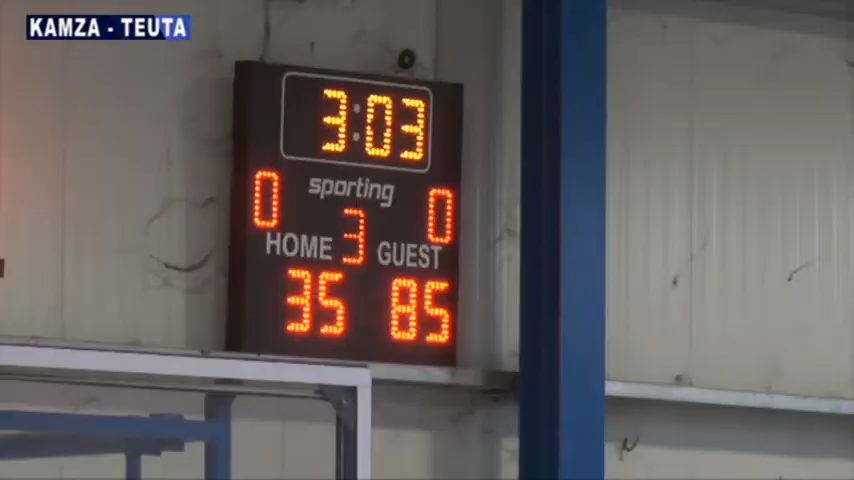 KAMZA - TEUTA
3:03
sporting
0 3 0
HOME GUEST
35 85